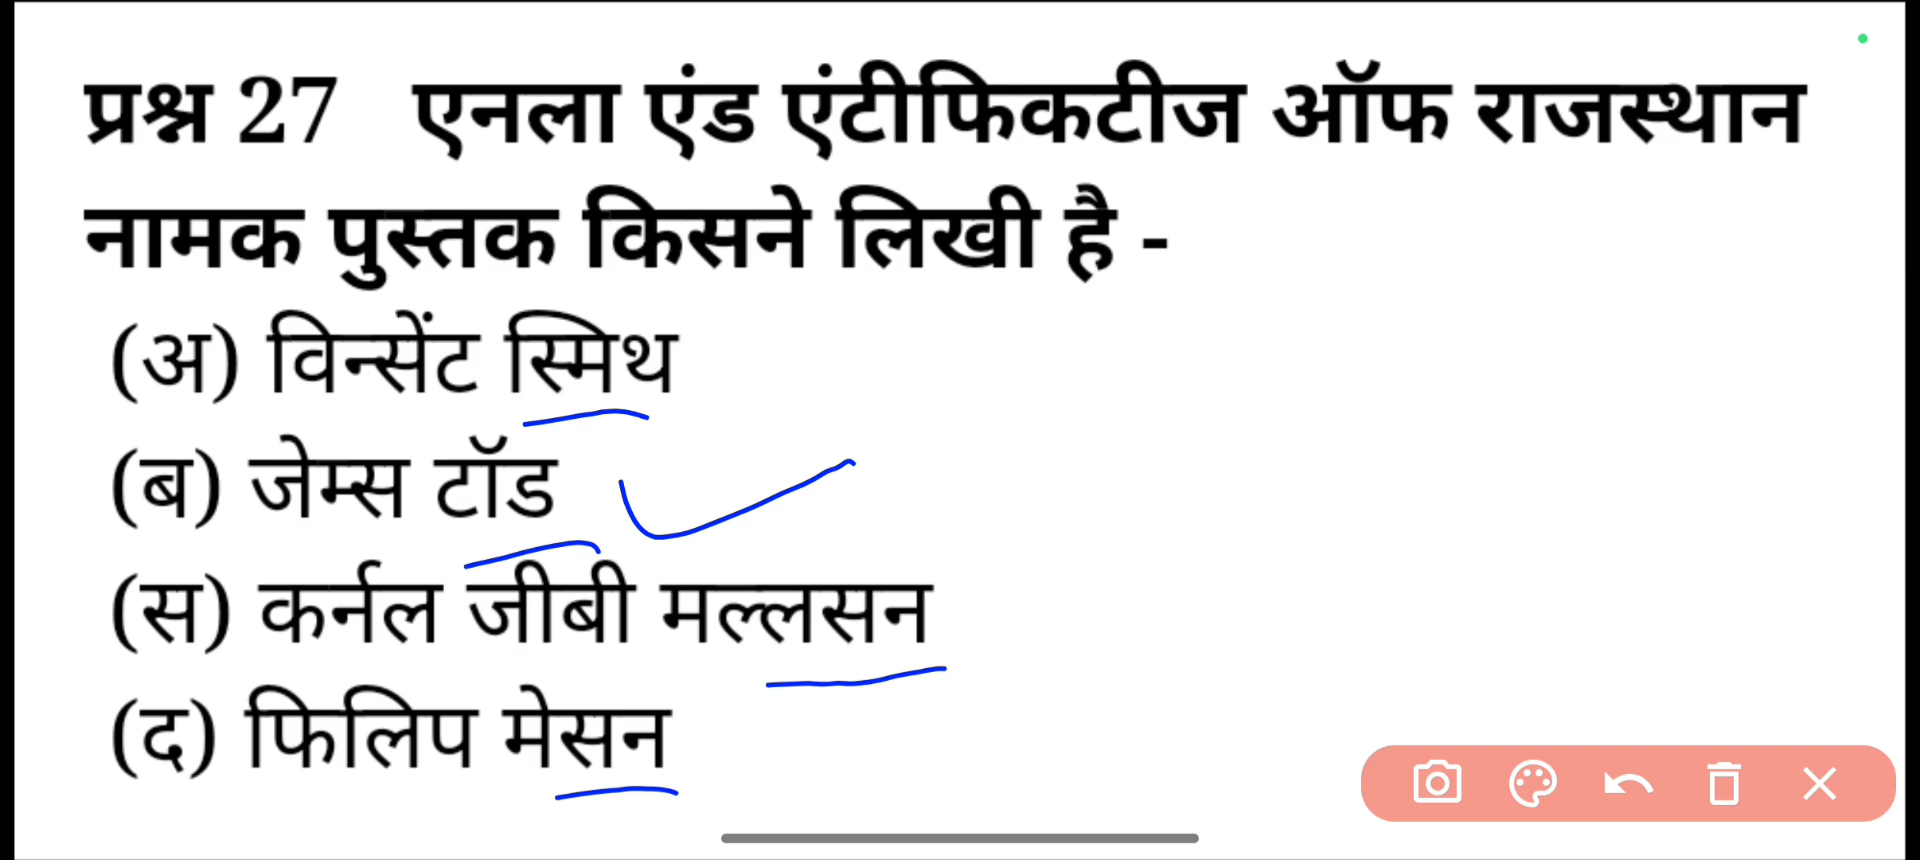 प्रश्न 27 एनला एंड एंटीफिकटीज ऑफ राजस्थान
नामक पुस्तक किसने लिखी है -
(अ) विन्सेंट स्मिथ
(ब) जेम्स टॉड
(स) कर्नल जीबी मल्लसन
(द) फिलिप मेसन